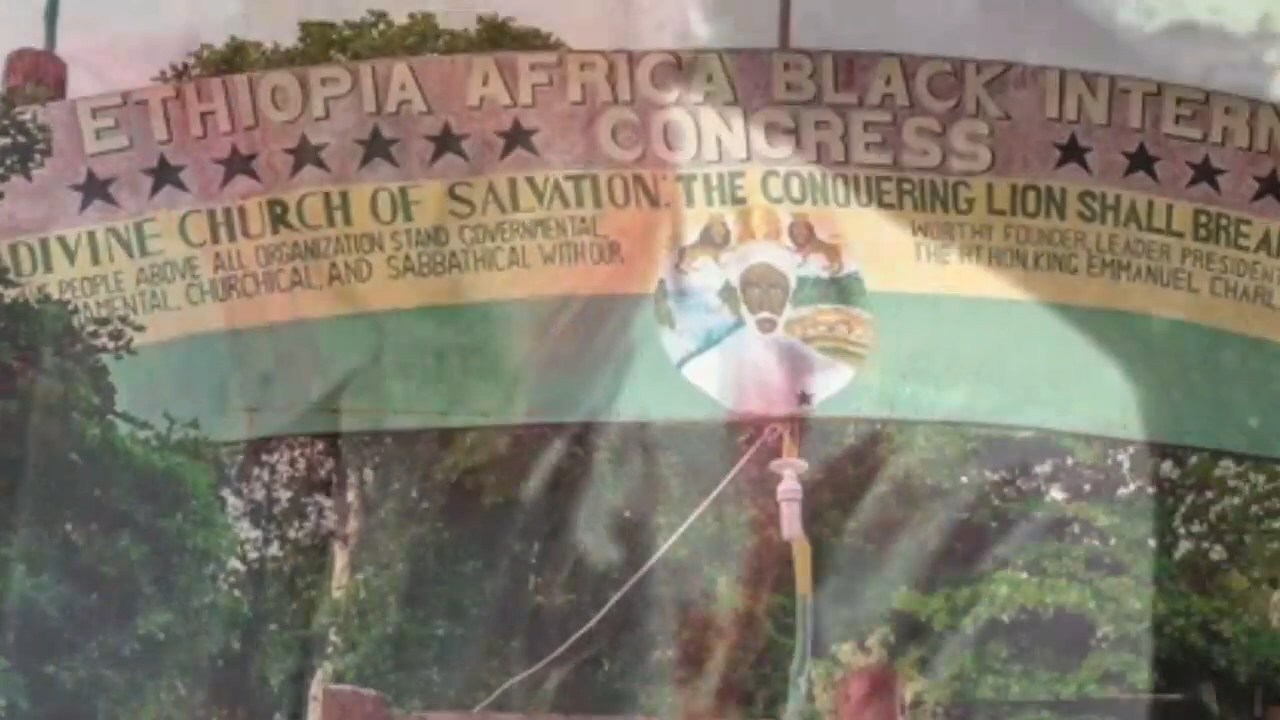 ETHIOPIA AFRICA BLACK INTERN
CONGRESS
DIVINE CHURCH OF SALVATION. THE CONQUERING LION SHALL BREA
PEOPLE ABOVE ALL ORGANIZATION STAND GOVERNMENTAL,
AMENTAL, CHURCHICAL, AND SABBATHICAL WITH OUR
WORTHY FOUNDER, LEADER PRESIDENT
THE RT HON. KING EMMANUEL CHARL